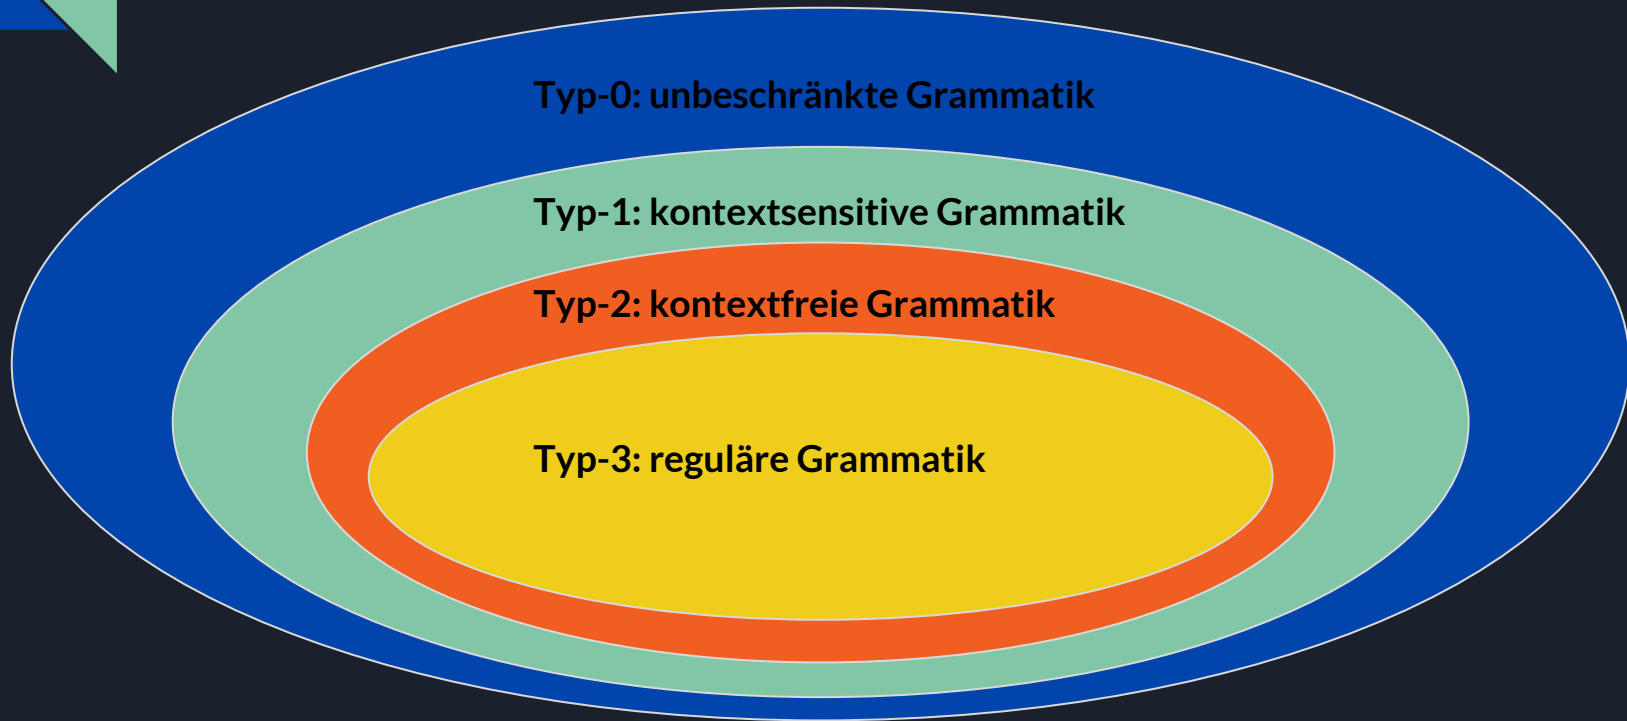 Typ-0: unbeschränkte Grammatik
Typ-1: kontextsensitive Grammatik
Typ-2: kontextfreie Grammatik
Typ-3: reguläre Grammatik